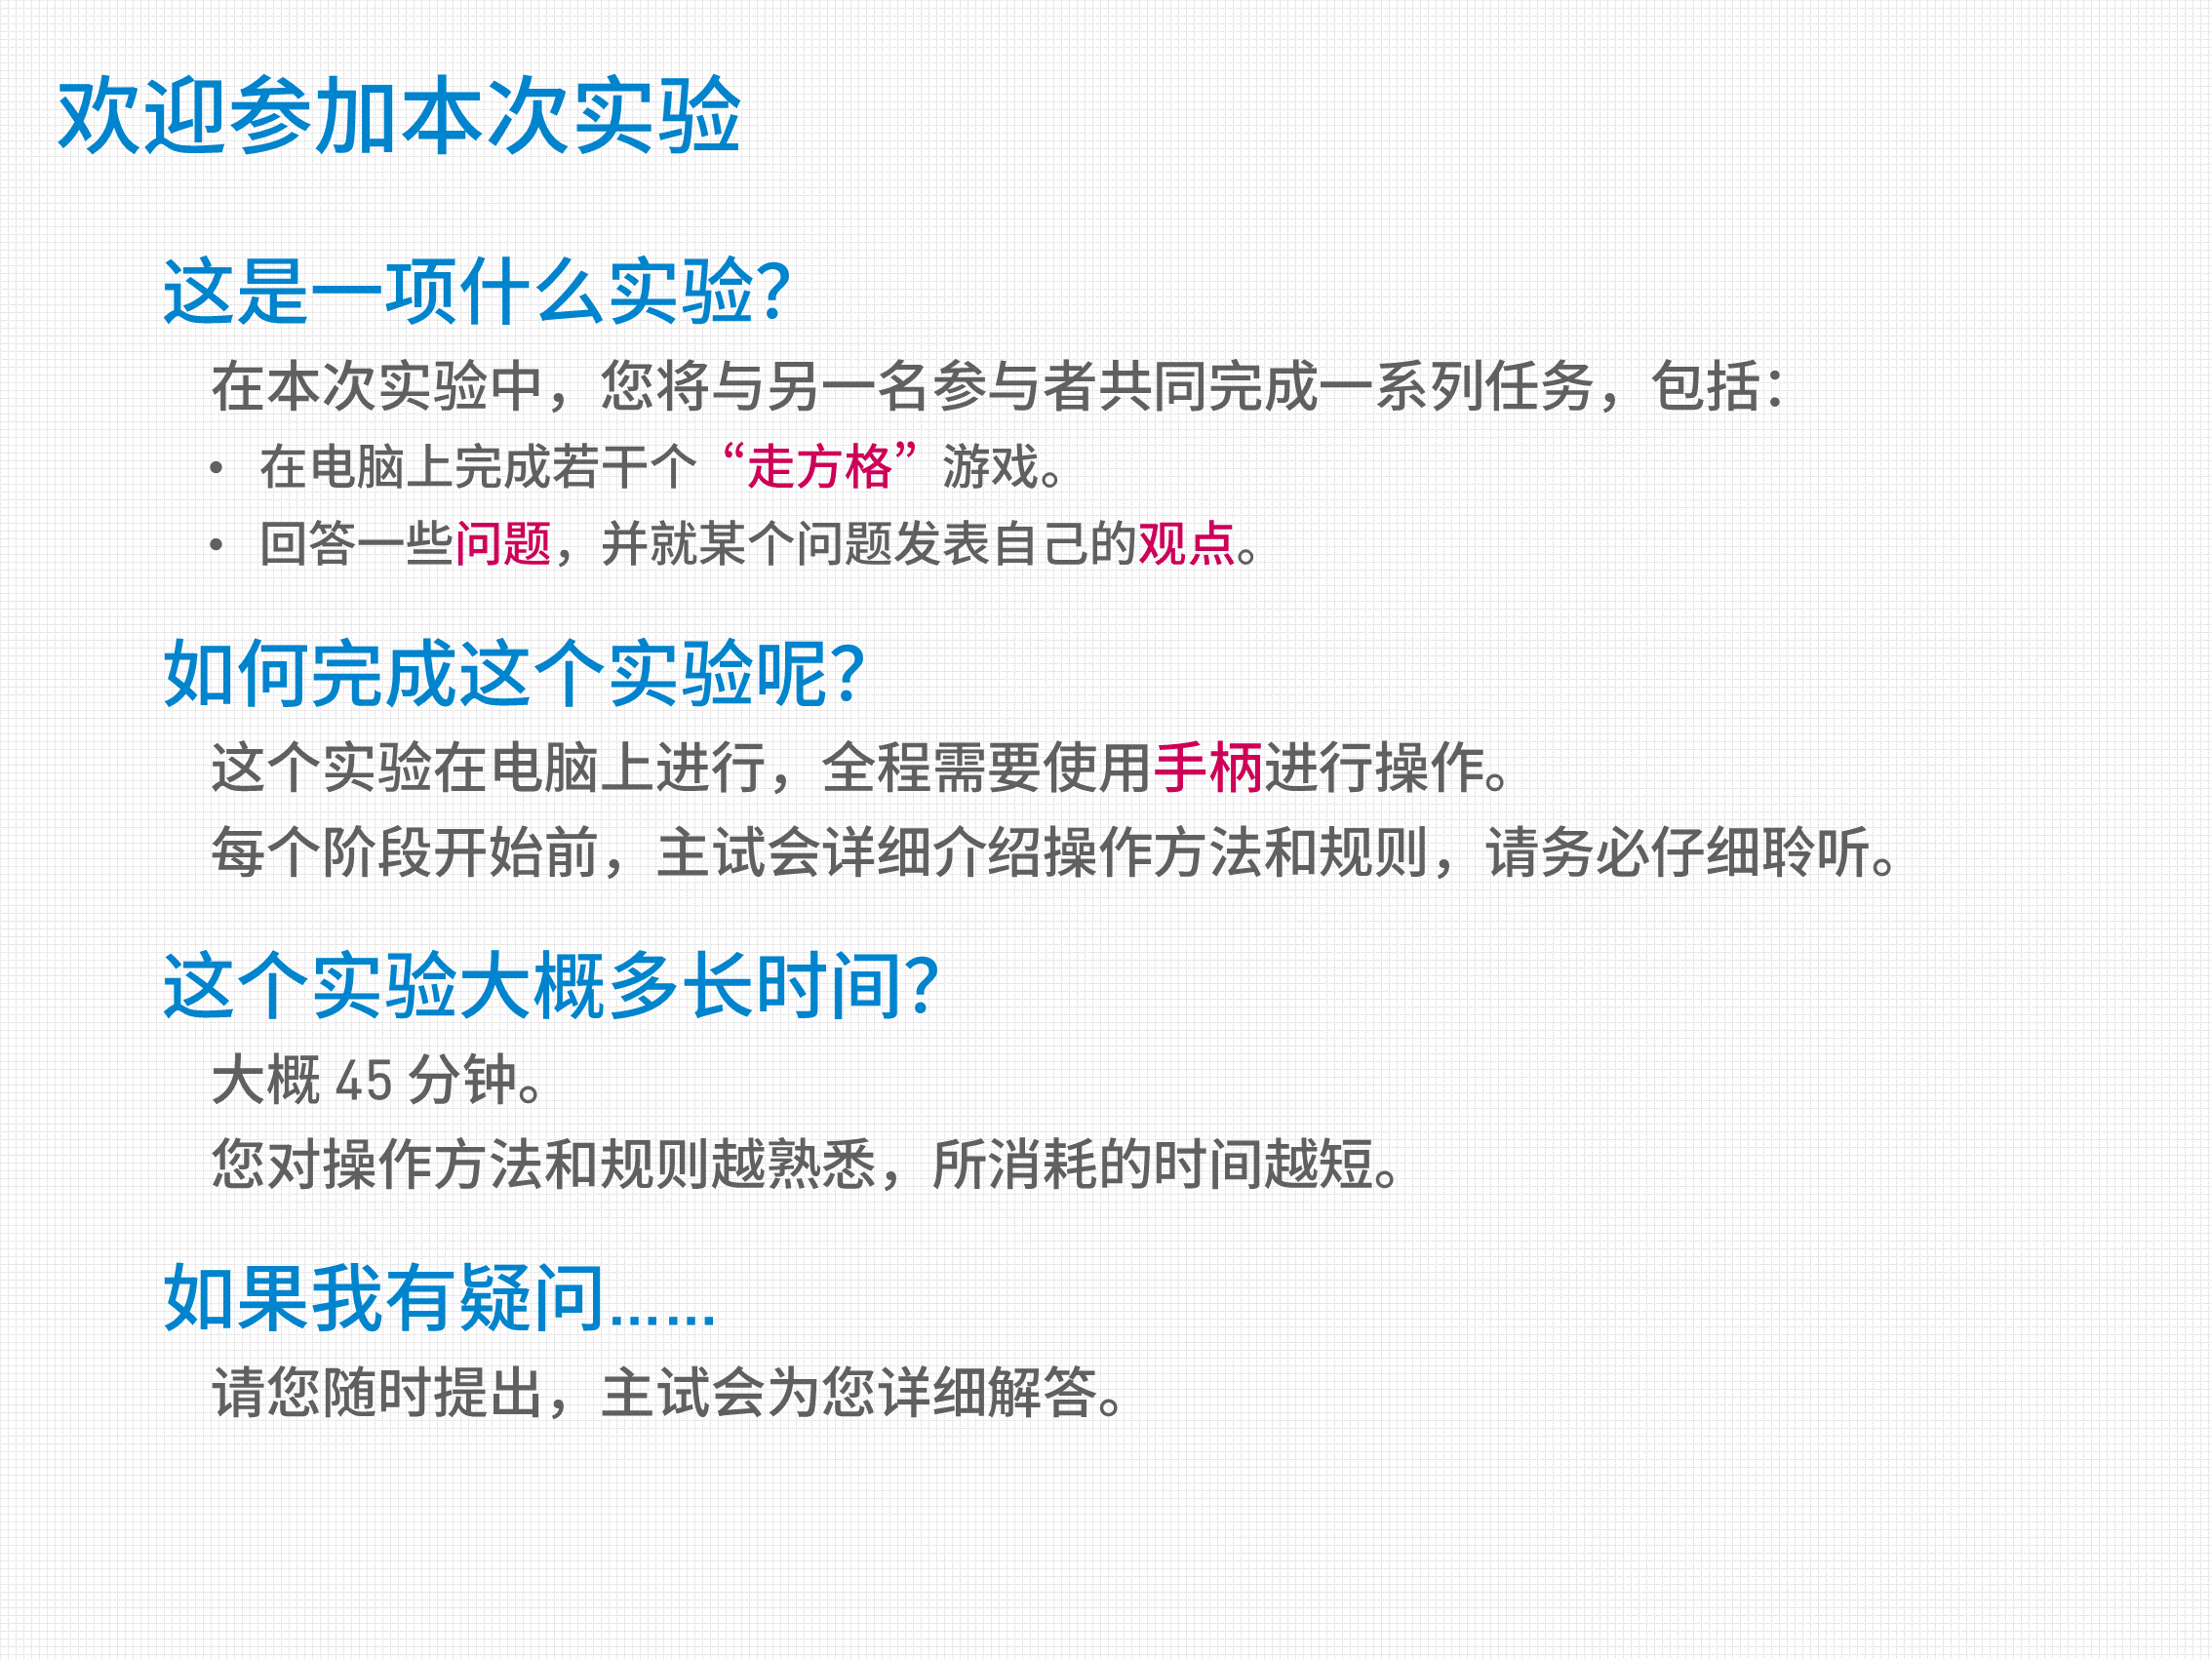 欢迎参加本次实验
这是一项什么实验？
在本次实验中，您将与另一名参与者共同完成一系列任务，包括：
• 在电脑上完成若干个“走方格”游戏。
• 回答一些问题，并就某个问题发表自己的观点。
如何完成这个实验呢？
这个实验在电脑上进行，全程需要使用手柄进行操作。
每个阶段开始前，主试会详细介绍操作方法和规则，请务必仔细聆听。
这个实验大概多长时间？
大概 45 分钟。
您对操作方法和规则越熟悉，所消耗的时间越短。
如果我有疑问……
请您随时提出，主试会为您详细解答。